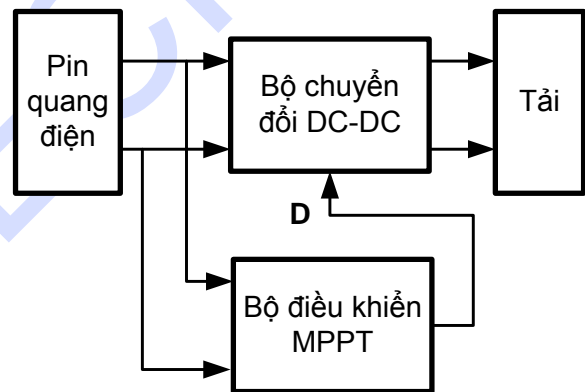 Pin
quang
điện
Bộ chuyển
đổi DC-DC
Tải
D
Bộ điều khiển
MPPT